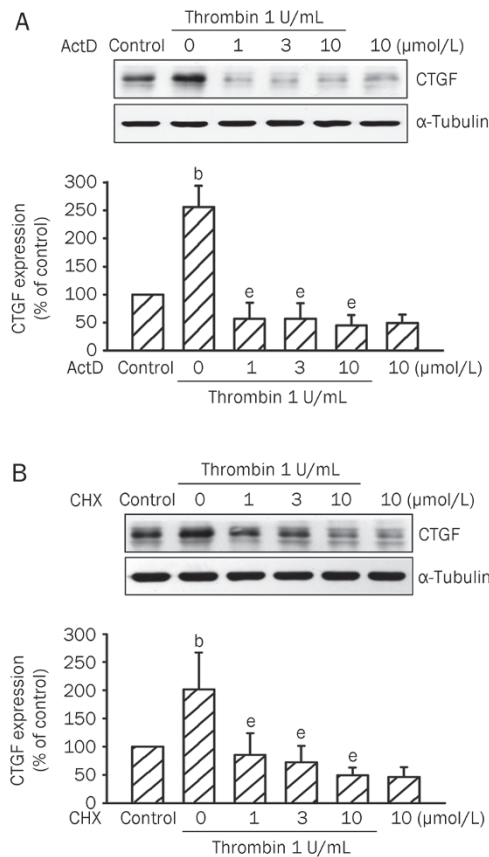 A
Thrombin 1 U/mL
ActD Control 0 1 3 10 10 (μmol/L)
CTGF
α-Tubulin
CTGF expression
(% of control)
300
250
200
150
100
50
0
b
e
e
e
ActD Control 0 1 3 10 10 (μmol/L)
Thrombin 1 U/mL
B
Thrombin 1 U/mL
CHX Control 0 1 3 10 10 (μmol/L)
CTGF
α-Tubulin
CTGF expression
(% of control)
300
250
200
150
100
50
0
b
e
e
e
CHX Control 0 1 3 10 10 (μmol/L)
Thrombin 1 U/mL